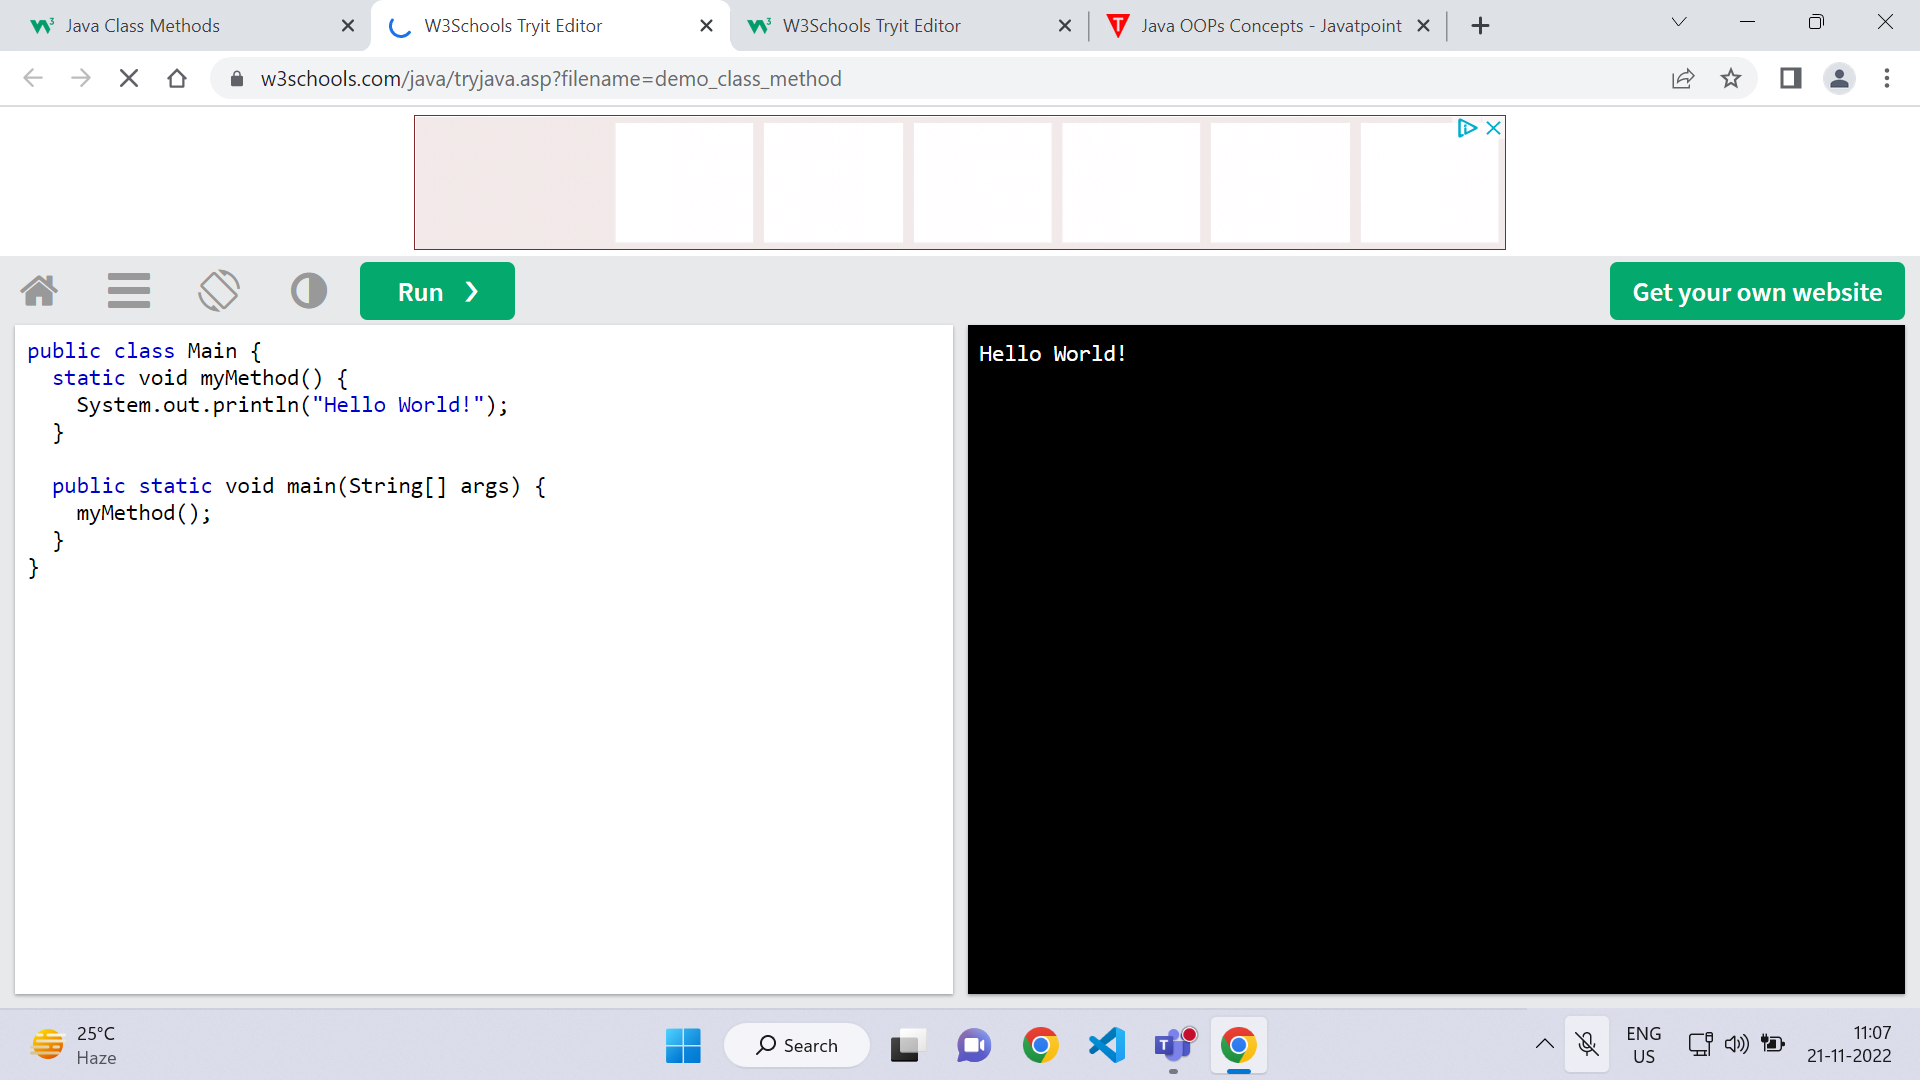 Java Class Methods
W3Schools Tryit Editor
W3Schools Tryit Editor
Java OOPs Concepts - Javatpoint
w3schools.com/java/tryjava.asp?filename=demo_class_method
Run ❯
Get your own website
public class Main {
  static void myMethod() {
    System.out.println("Hello World!");
  }

  public static void main(String[] args) {
    myMethod();
  }
}
Hello World!
25°C
Haze
Search
ENG
US
11:07
21-11-2022